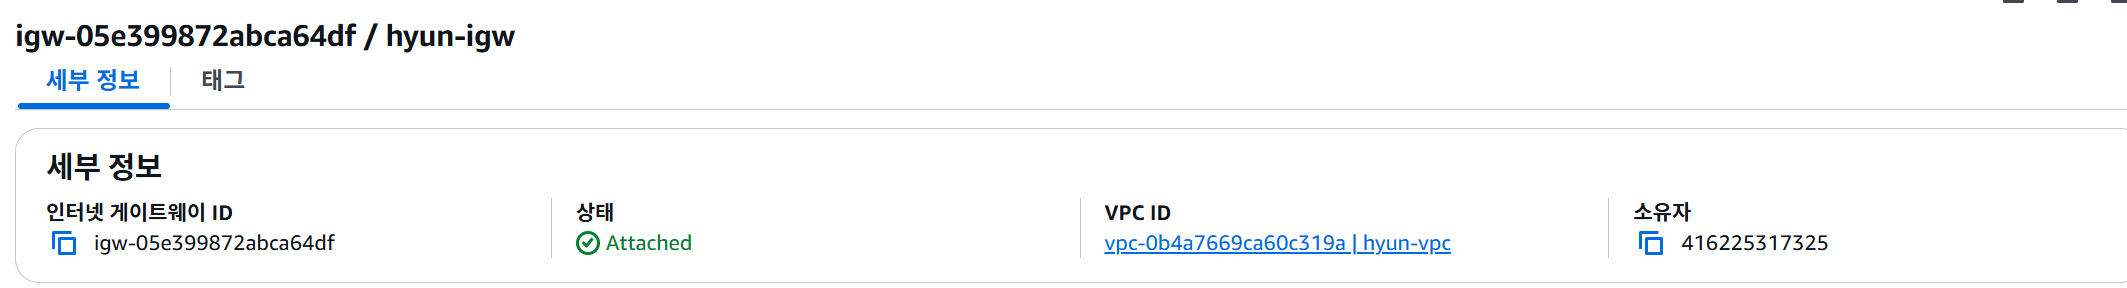 igw-05e399872abca64df / hyun-igw
세부 정보 태그
세부 정보
인터넷 게이트웨이 ID 상태 VPC ID 소유자
igw-05e399872abca64df Attached vpc-0b4a7669ca60c319a | hyun-vpc 416225317325